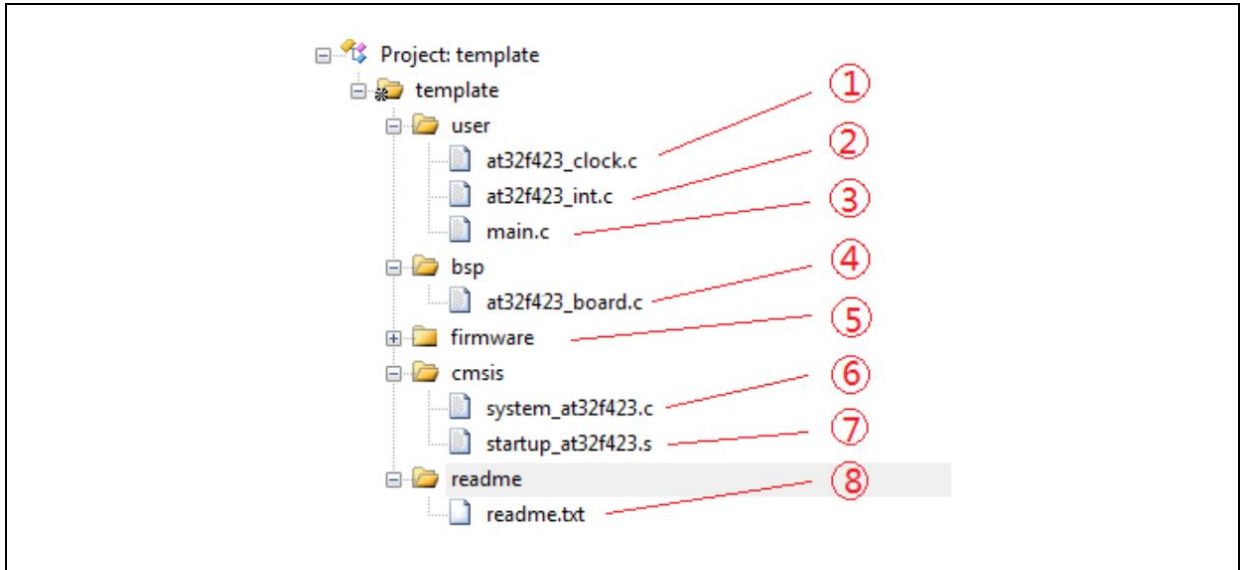 Project: template
template
①
user
②
at32f423_clock.c
at32f423_int.c
③
main.c
④
bsp
at32f423_board.c
⑤
firmware
cmsis
⑥
system_at32f423.c
⑦
startup_at32f423.s
readme
⑧
readme.txt